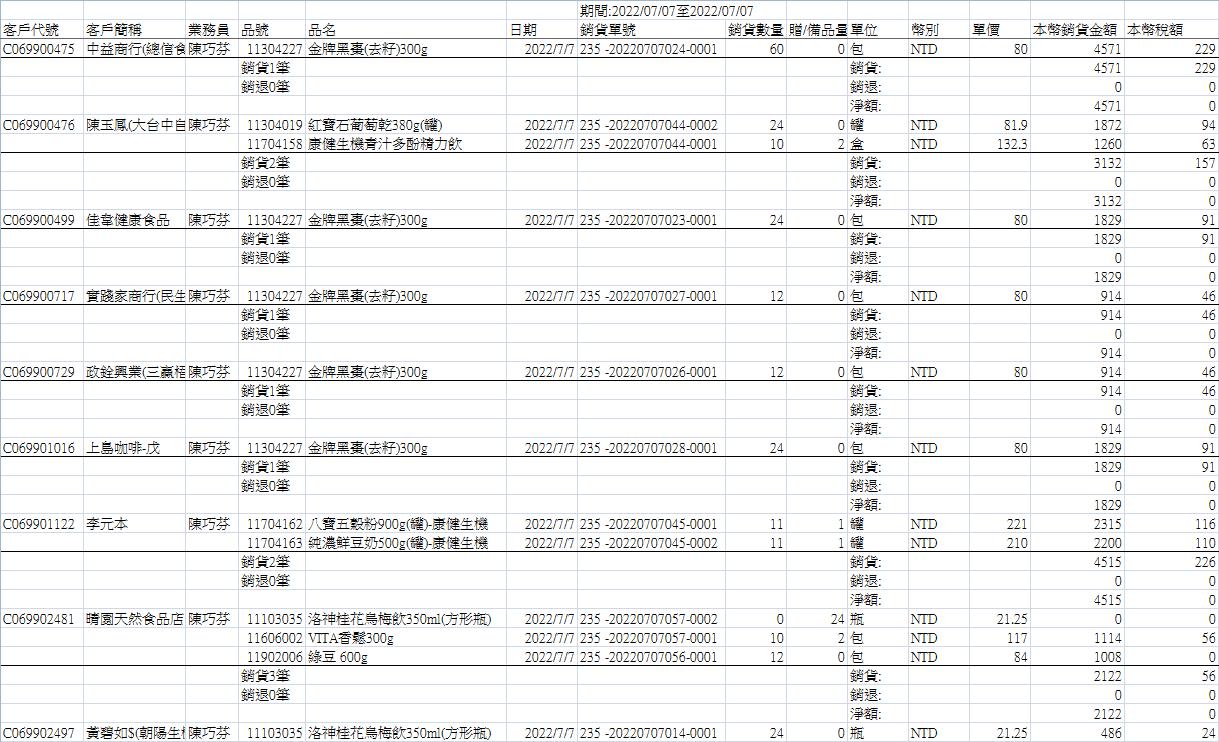 期間:2022/07/07至2022/07/07
客戶代號 客戶簡稱 業務員 品號 品名 日期 銷貨單號 銷貨數量 贈/備品量 單位 幣別 單價 本幣銷貨金額 本幣稅額
C069900475 中益商行(總信食 陳巧芬 11304227 金牌黑棗(去籽)300g 2022/7/7 235 -20220707024-0001 60 0 包 NTD 80 4571 229
銷貨1筆 銷貨: 4571 229
銷退0筆 銷退: 0 0
淨額: 4571 0
C069900476 陳玉鳳(大台中自 陳巧芬 11304019 紅寶石葡萄乾380g(罐) 2022/7/7 235 -20220707044-0002 24 0 罐 NTD 81.9 1872 94
11704158 康健生機青汁多酚精力飲 2022/7/7 235 -20220707044-0001 10 2 盒 NTD 132.3 1260 63
銷貨2筆 銷貨: 3132 157
銷退0筆 銷退: 0 0
淨額: 3132 0
C069900499 佳韋健康食品 陳巧芬 11304227 金牌黑棗(去籽)300g 2022/7/7 235 -20220707023-0001 24 0 包 NTD 80 1829 91
銷貨1筆 銷貨: 1829 91
銷退0筆 銷退: 0 0
淨額: 1829 0
C069900717 實踐家商行(民生 陳巧芬 11304227 金牌黑棗(去籽)300g 2022/7/7 235 -20220707027-0001 12 0 包 NTD 80 914 46
銷貨1筆 銷貨: 914 46
銷退0筆 銷退: 0 0
淨額: 914 0
C069900729 政銓興業(三贏 陳巧芬 11304227 金牌黑棗(去籽)300g 2022/7/7 235 -20220707026-0001 12 0 包 NTD 80 914 46
銷貨1筆 銷貨: 914 46
銷退0筆 銷退: 0 0
淨額: 914 0
C069901016 上島咖啡-戊 陳巧芬 11304227 金牌黑棗(去籽)300g 2022/7/7 235 -20220707028-0001 24 0 包 NTD 80 1829 91
銷貨1筆 銷貨: 1829 91
銷退0筆 銷退: 0 0
淨額: 1829 0
C069901122 李元本 陳巧芬 11704162 八寶五穀粉900g(罐)-康健生機 2022/7/7 235 -20220707045-0001 11 1 罐 NTD 221 2315 116
11704163 純濃鮮豆奶500g(罐)-康健生機 2022/7/7 235 -20220707045-0002 11 1 罐 NTD 210 2200 110
銷貨2筆 銷貨: 4515 226
銷退0筆 銷退: 0 0
淨額: 4515 0
C069902481 晴園天然食品店 陳巧芬 11103035 洛神桂花烏梅飲350ml(方形瓶) 2022/7/7 235 -20220707057-0002 0 24 瓶 NTD 21.25 0 0
11606002 VITA香鬆300g 2022/7/7 235 -20220707057-0001 10 2 包 NTD 117 1114 56
11902006 綠豆 600g 2022/7/7 235 -20220707056-0001 12 0 包 NTD 84 1008 0
銷貨3筆 銷貨: 2122 56
銷退0筆 銷退: 0 0
淨額: 2122 0
C069902497 黃碧如$(朝陽生 陳巧芬 11103035 洛神桂花烏梅飲350ml(方形瓶) 2022/7/7 235 -20220707014-0001 24 0 瓶 NTD 21.25 486 24